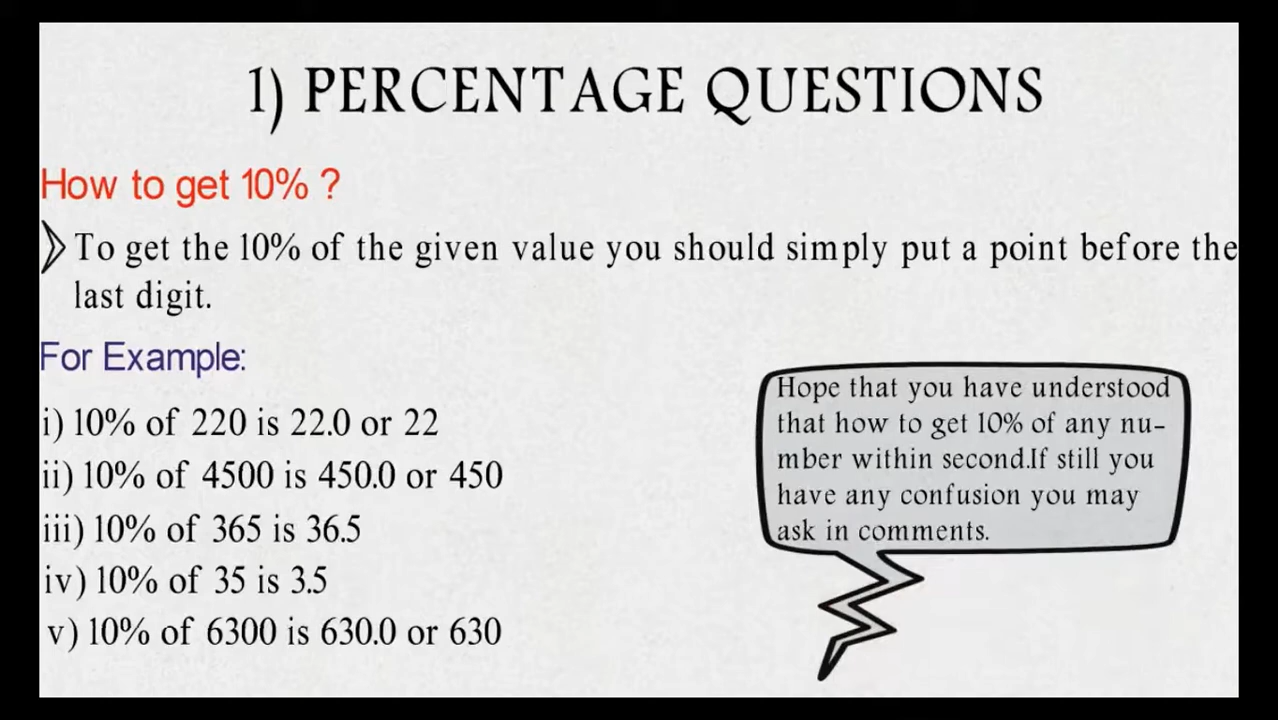 1) PERCENTAGE QUESTIONS
How to get 10% ?
To get the 10% of the given value you should simply put a point before the
last digit.
For Example:
i) 10% of 220 is 22.0 or 22
ii) 10% of 4500 is 450.0 or 450
iii) 10% of 365 is 36.5
iv) 10% of 35 is 3.5
v) 10% of 6300 is 630.0 or 630
Hope that you have understood
that how to get 10% of any nu-
mber within second.If still you
have any confusion you may
ask in comments.